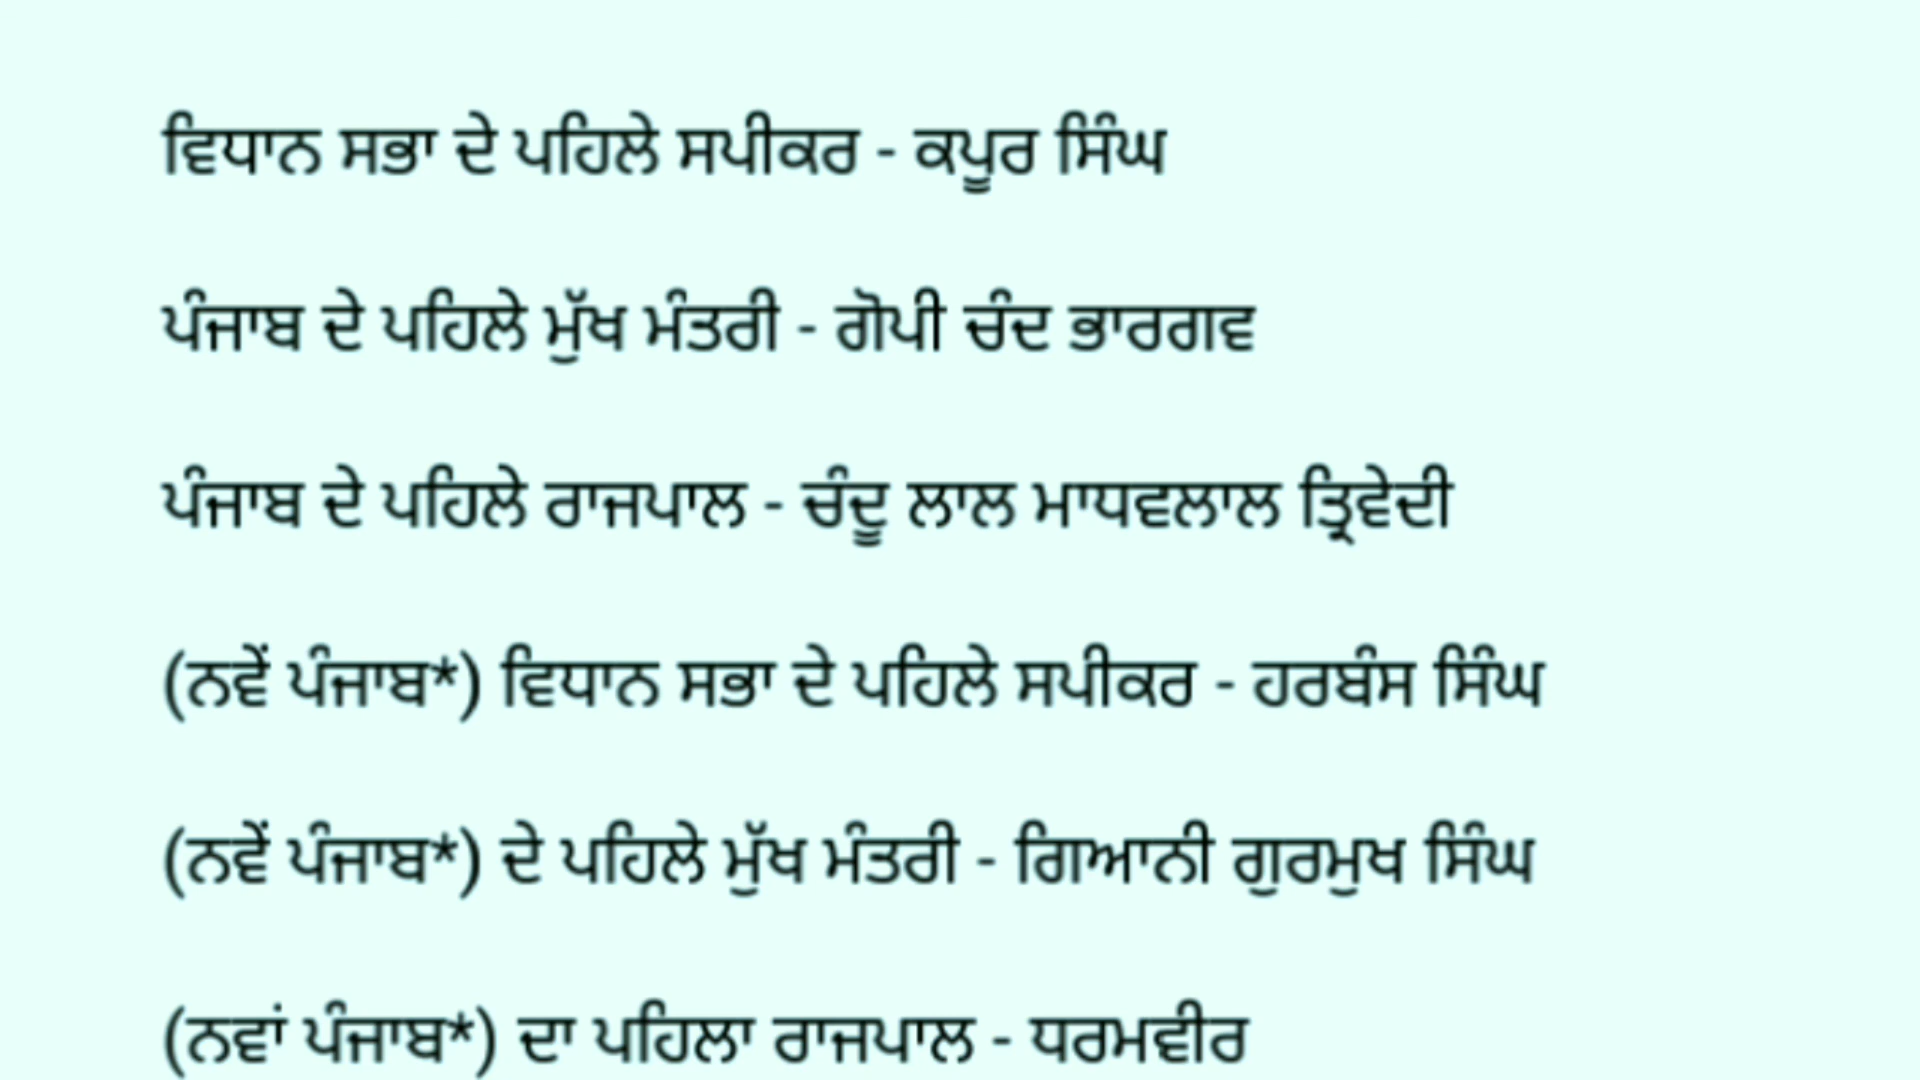 ਵਿਧਾਨ ਸਭਾ ਦੇ ਪਹਿਲੇ ਸਪੀਕਰ - ਕਪੂਰ ਸਿੰਘ
ਪੰਜਾਬ ਦੇ ਪਹਿਲੇ ਮੁੱਖ ਮੰਤਰੀ - ਗੋਪੀ ਚੰਦ ਭਾਰਗਵ
ਪੰਜਾਬ ਦੇ ਪਹਿਲੇ ਰਾਜਪਾਲ - ਚੰਦੂ ਲਾਲ ਮਾਧਵਲਾਲ ਤ੍ਰਿਵੇਦੀ
(ਨਵੇਂ ਪੰਜਾਬ*) ਵਿਧਾਨ ਸਭਾ ਦੇ ਪਹਿਲੇ ਸਪੀਕਰ - ਹਰਬੰਸ ਸਿੰਘ
(ਨਵੇਂ ਪੰਜਾਬ*) ਦੇ ਪਹਿਲੇ ਮੁੱਖ ਮੰਤਰੀ - ਗਿਆਨੀ ਗੁਰਮੁਖ ਸਿੰਘ
(ਨਵਾਂ ਪੰਜਾਬ*) ਦਾ ਪਹਿਲਾ ਰਾਜਪਾਲ - ਧਰਮਵੀਰ